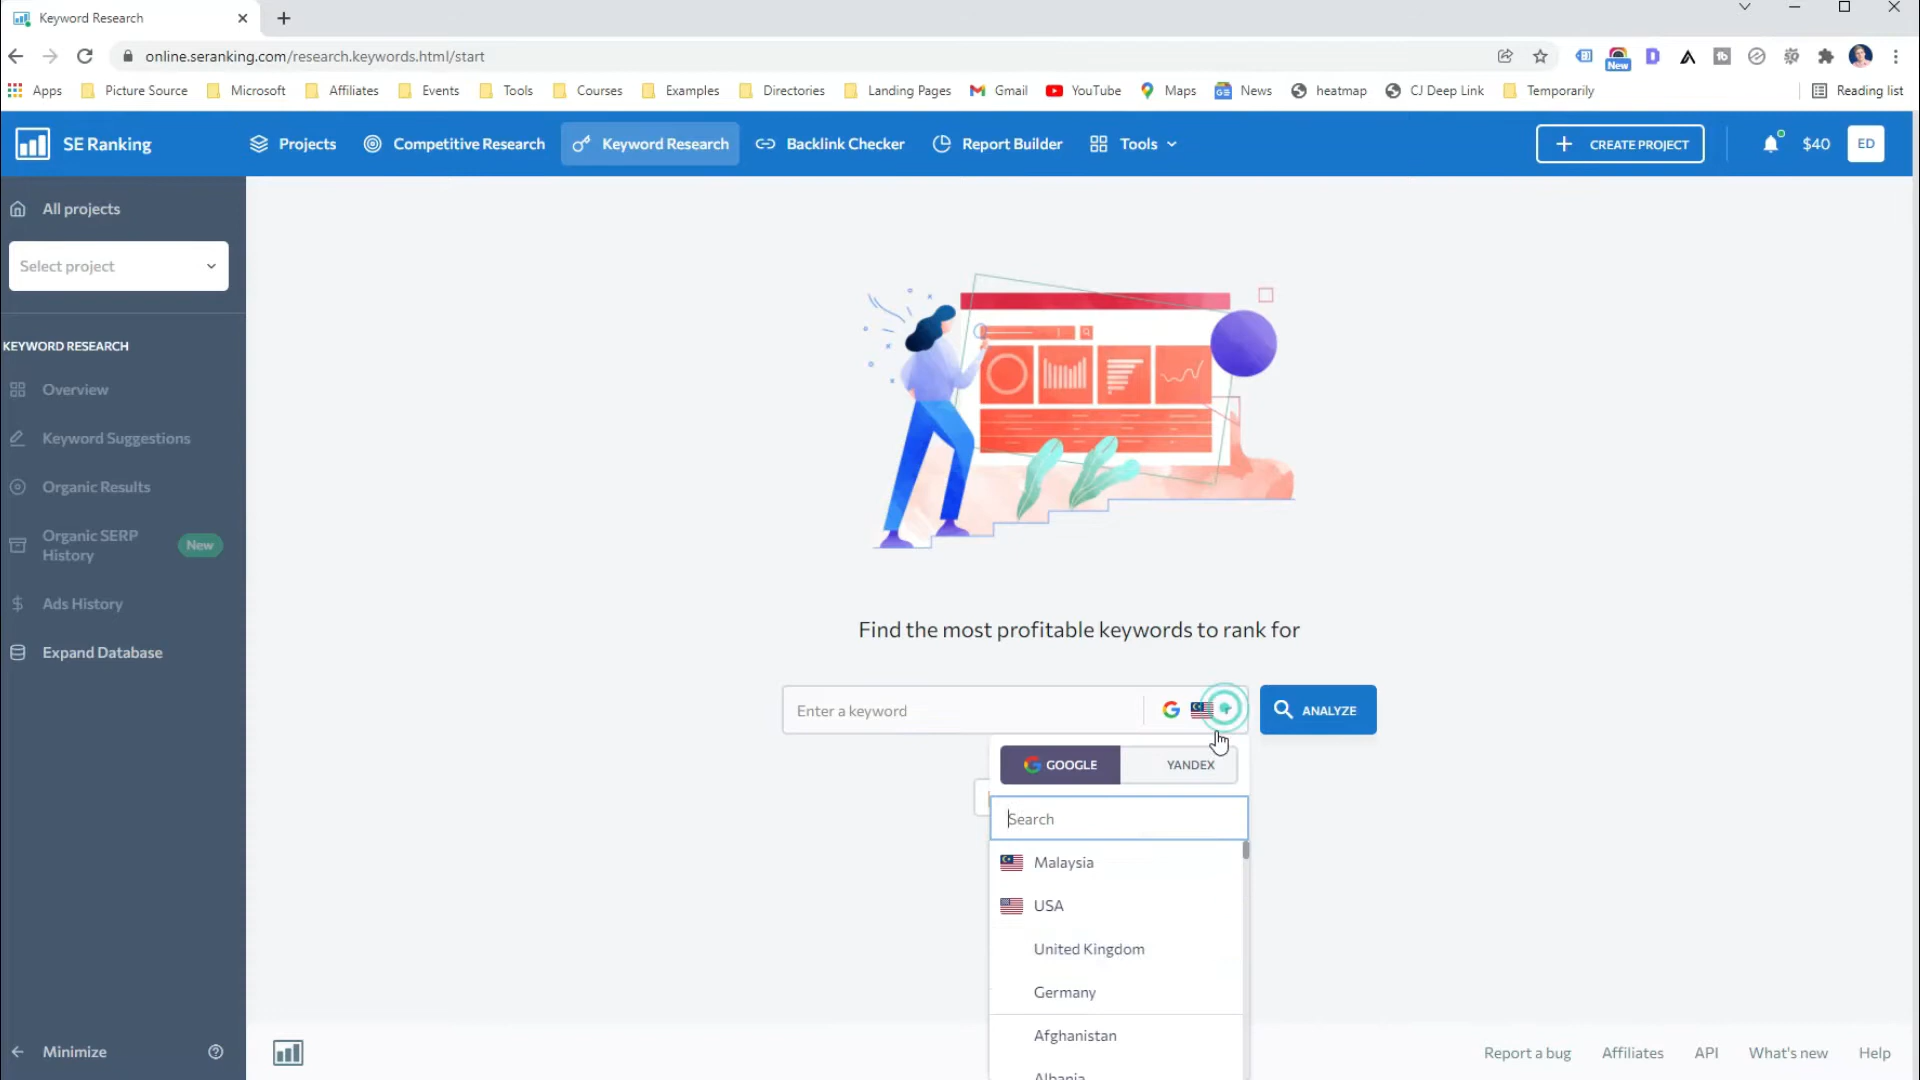 Keyword Research
online.seranking.com/research.keywords.html/start
New
Apps Picture Source Microsoft Affiliates Events Tools Courses Examples Directories Landing Pages Gmail YouTube Maps News heatmap CJ Deep Link Temporarily Reading list
SE Ranking Projects Competitive Research Keyword Research Backlink Checker Report Builder Tools CREATE PROJECT $40 ED
All projects
Select project
KEYWORD RESEARCH
Overview
Keyword Suggestions
Organic Results
Organic SERP
History
New
Ads History
Expand Database
Find the most profitable keywords to rank for
Enter a keyword
ANALYZE
GOOGLE YANDEX
Search
Malaysia
USA
United Kingdom
Germany
Afghanistan
Albania
Minimize
Report a bug Affiliates API What's new Help